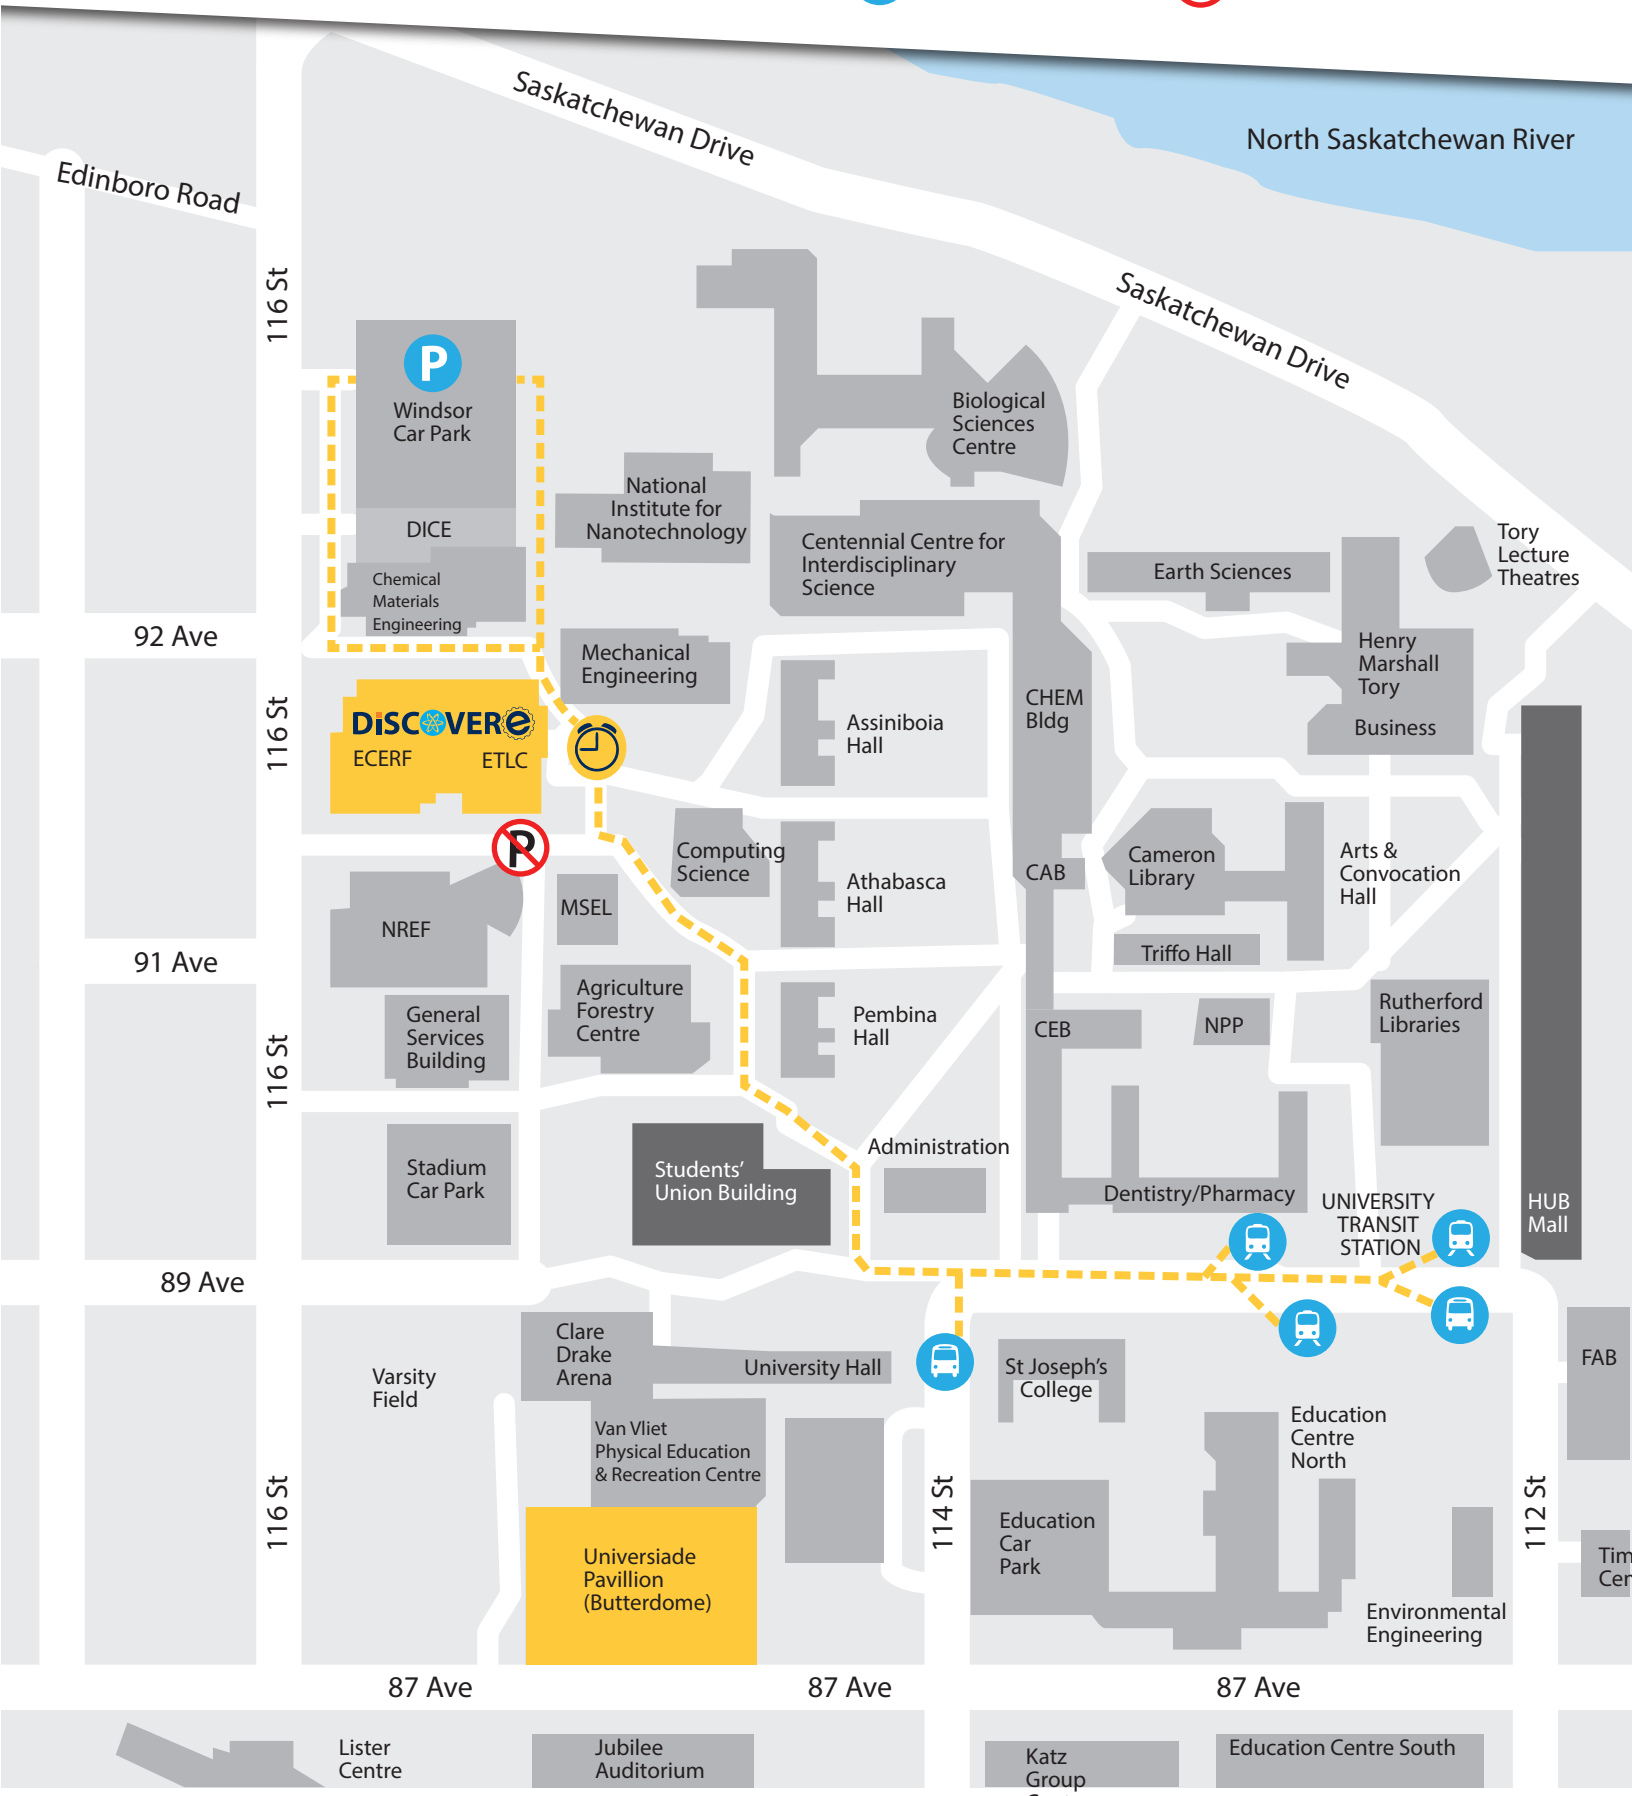 Saskatchewan Drive
North Saskatchewan River
Edinboro Road
116 St
Saskatchewan Drive
P
Windsor
Car Park
Biological
Sciences
Centre
National
Institute for
Nanotechnology
DICE
Centennial Centre for
Interdisciplinary
Science
Tory
Lecture
Theatres
Earth Sciences
Chemical
Materials
Engineering
92 Ave
Mechanical
Engineering
Henry
Marshall
Tory
Business
116 St
DiSCOVERe
ECERF
ETLC
Assiniboia
Hall
CHEM
Bldg
P
Computing
Science
Athabasca
Hall
CAB
Cameron
Library
Arts &
Convocation
Hall
MSEL
NREF
91 Ave
Triffo Hall
Agriculture
Forestry
Centre
General
Services
Building
Pembina
Hall
CEB
NPP
Rutherford
Libraries
116 St
Administration
Stadium
Car Park
Students’
Union Building
Dentistry/Pharmacy
UNIVERSITY
TRANSIT
STATION
HUB
Mall
89 Ave
Clare
Drake
Arena
University Hall
St Joseph’s
College
FAB
Varsity
Field
Van Vliet
Physical Education
& Recreation Centre
Education
Centre
North
116 St
114 St
112 St
Education
Car
Park
Universiade
Pavillion
(Butterdome)
Tim
Cen
Environmental
Engineering
87 Ave
87 Ave
87 Ave
Lister
Centre
Jubilee
Auditorium
Katz
Group
Education Centre South